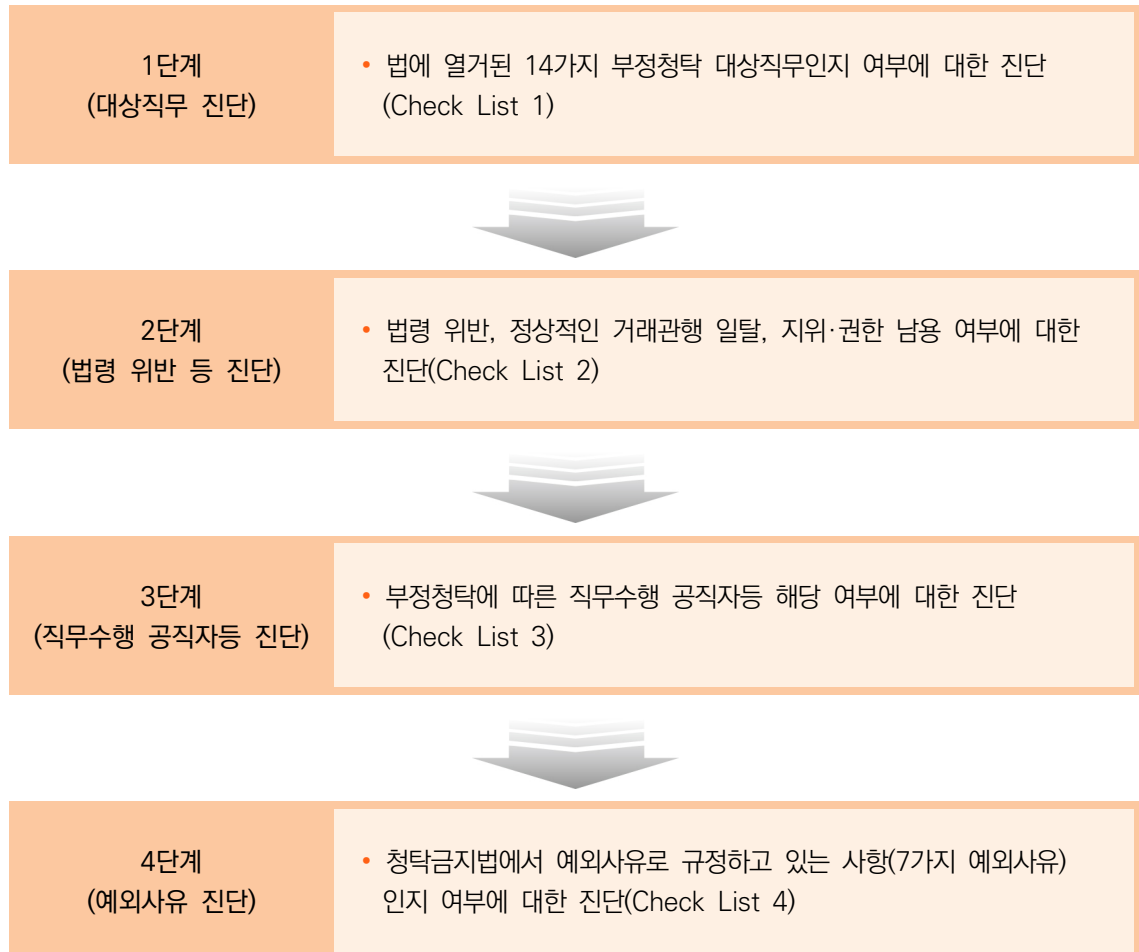 1단계
(대상직무 진단)
• 법에 열거된 14가지 부정청탁 대상직무인지 여부에 대한 진단
(Check List 1)
2단계
(법령 위반 등 진단)
• 법령 위반, 정상적인 거래관행 일탈, 지위·권한 남용 여부에 대한
진단(Check List 2)
3단계
(직무수행 공직자등 진단)
• 부정청탁에 따른 직무수행 공직자등 해당 여부에 대한 진단
(Check List 3)
4단계
(예외사유 진단)
• 청탁금지법에서 예외사유로 규정하고 있는 사항(7가지 예외사유)
인지 여부에 대한 진단(Check List 4)